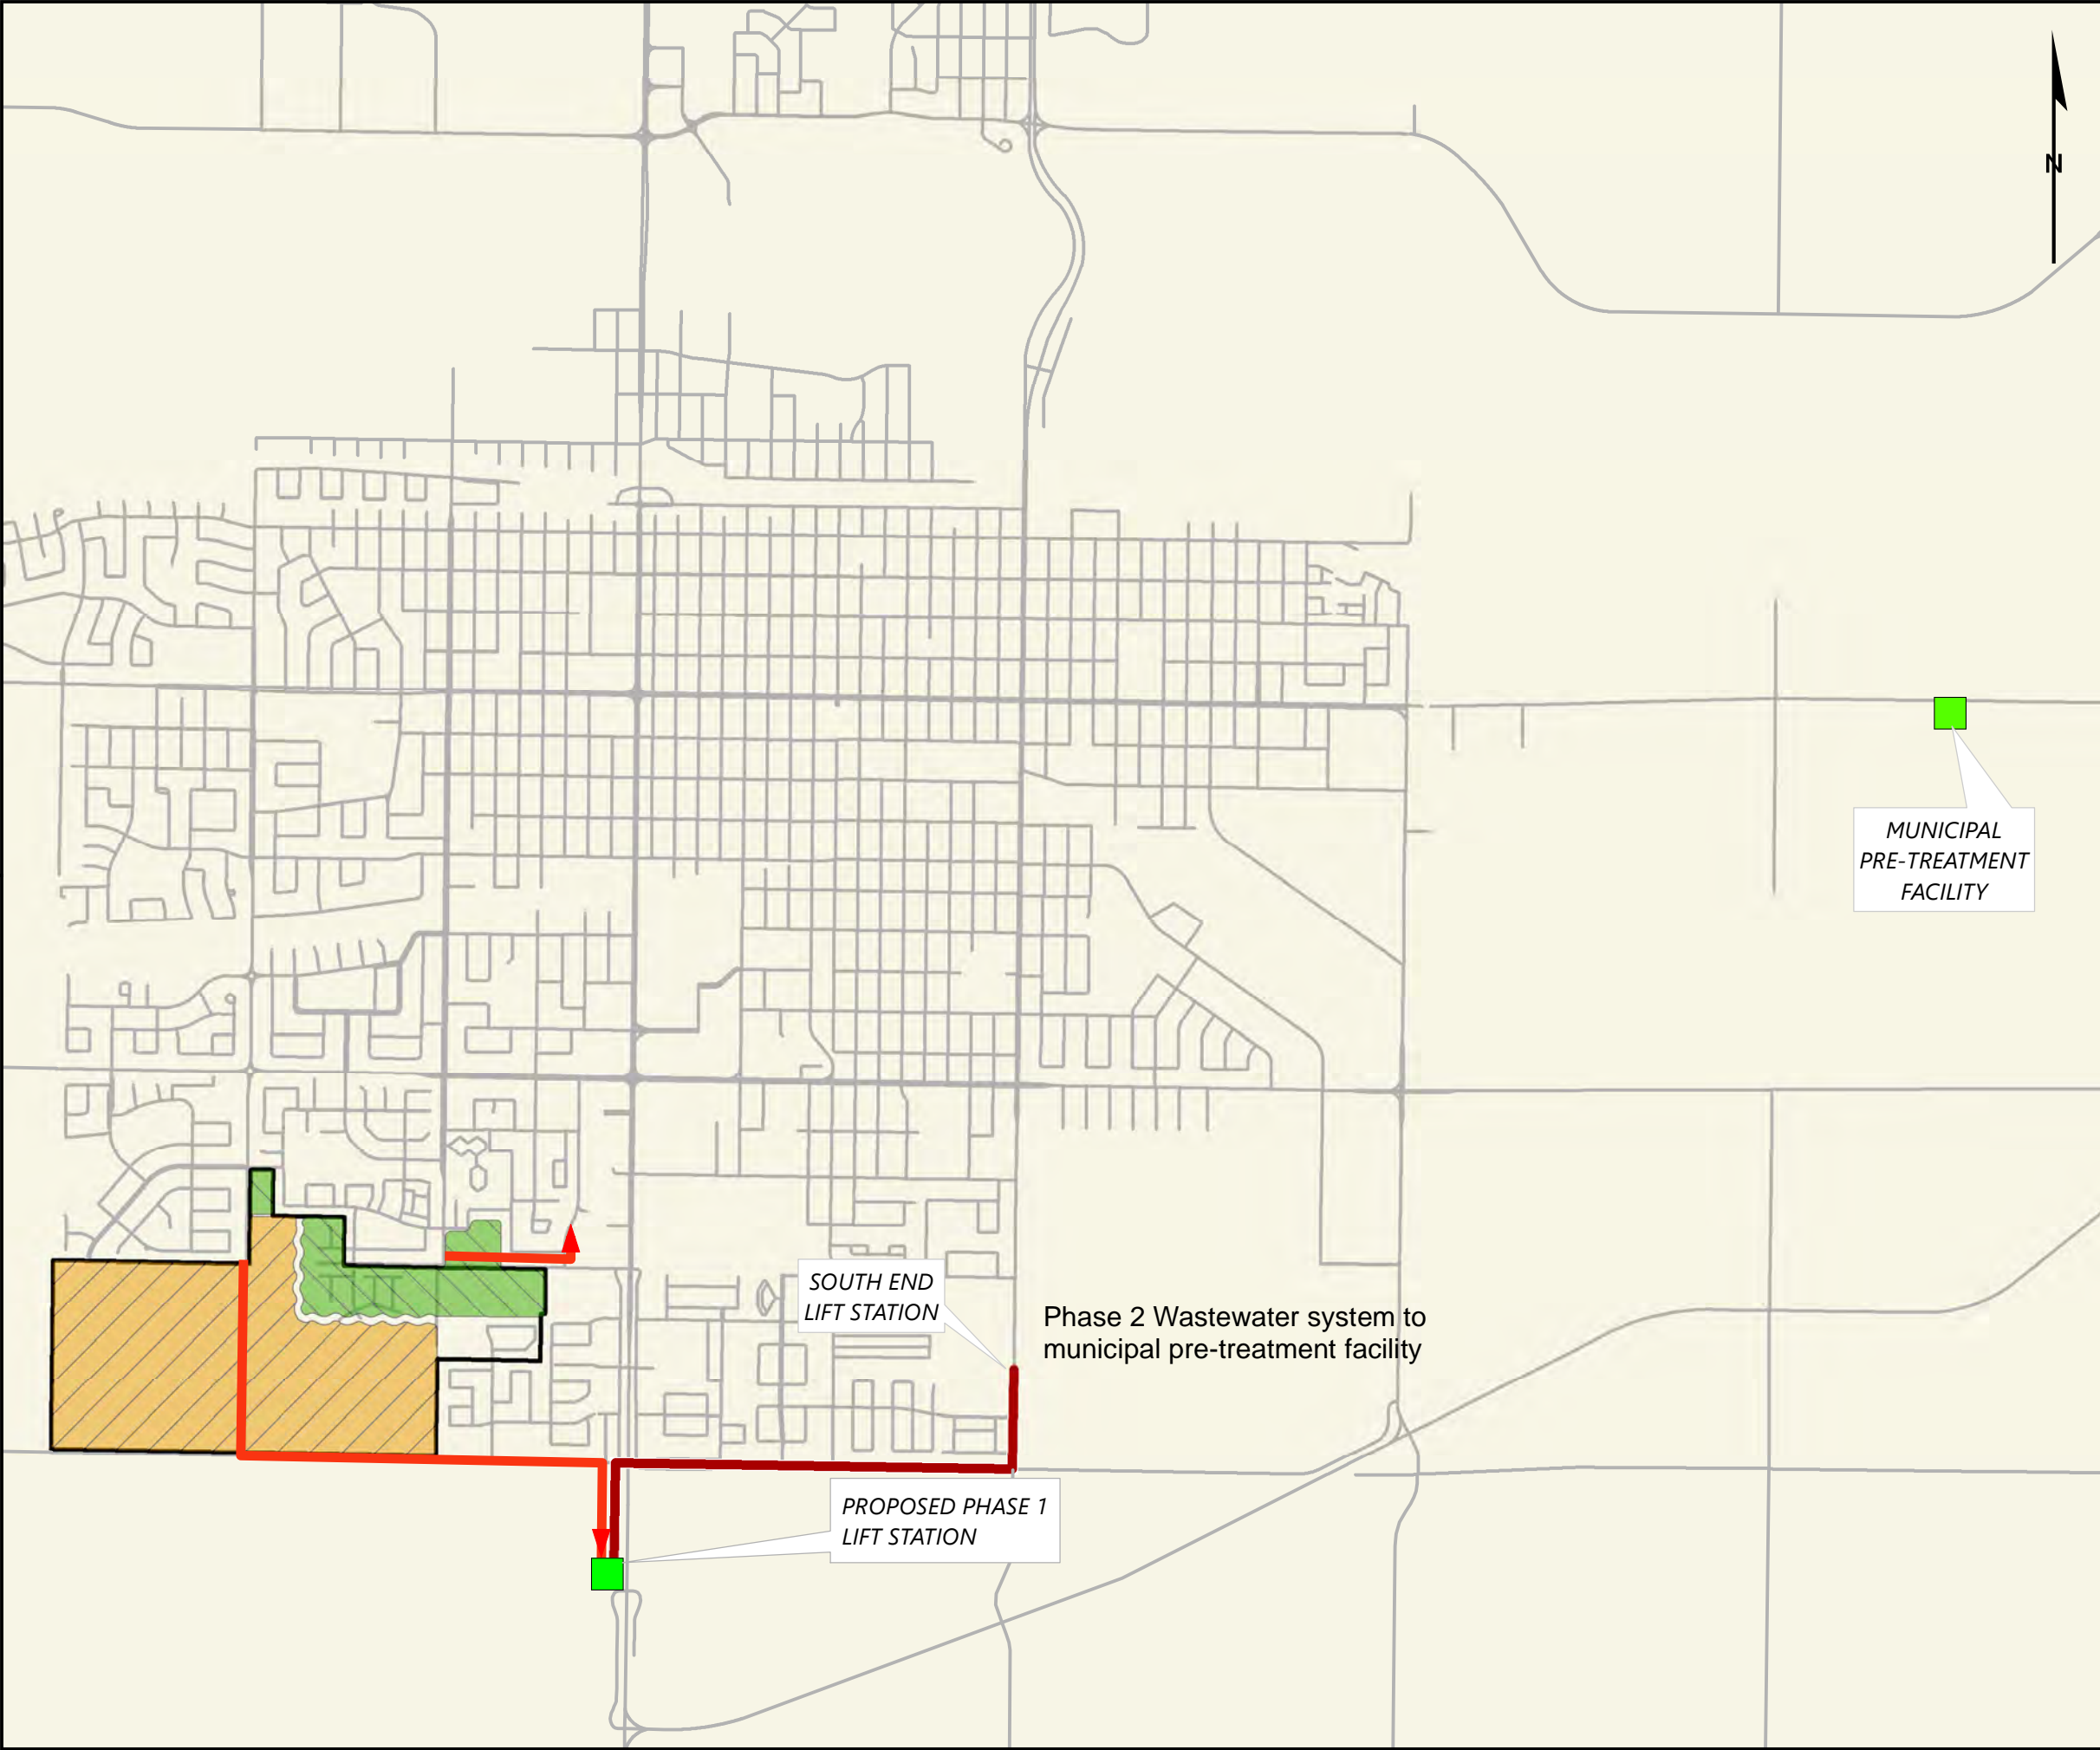 N
MUNICIPAL
PRE-TREATMENT
FACILITY
SOUTH END
LIFT STATION
Phase 2 Wastewater system to
municipal pre-treatment facility
PROPOSED PHASE 1
LIFT STATION